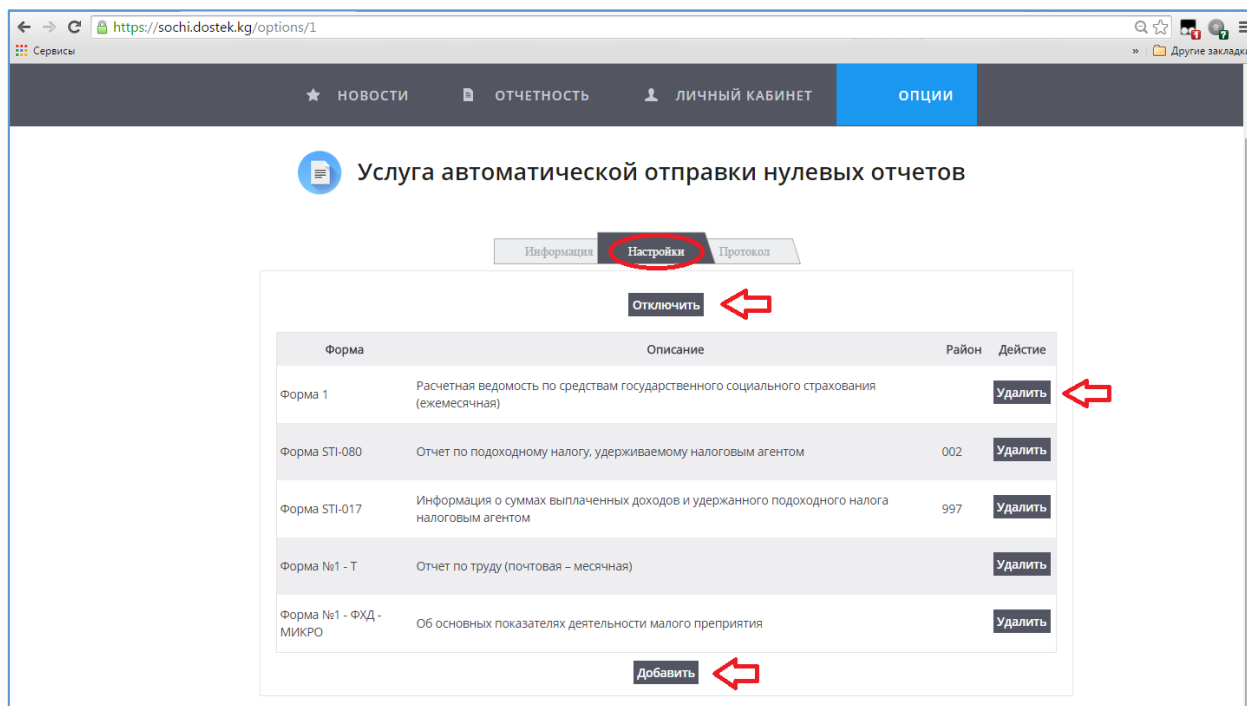 https://sochi.dostek.kg/options/1
Сервисы
» Другие закладки
НОВОСТИ ОТЧЕТНОСТЬ ЛИЧНЫЙ КАБИНЕТ ОПЦИИ
Услуга автоматической отправки нулевых отчетов
Информация Настройки Протокол
Отключить
Форма Описание Район Дейстие
Форма 1 Расчетная ведомость по средствам государственного социального страхования
(ежемесячная) Удалить
Форма STI-080 Отчет по подоходному налогу, удерживаемому налоговым агентом 002 Удалить
Форма STI-017 Информация о суммах выплаченных доходов и удержанного подоходного налога
налоговым агентом 997 Удалить
Форма №1 - Т Отчет по труду (почтовая – месячная) Удалить
Форма №1 - ФХД -
МИКРО Об основных показателях деятельности малого преприятия Удалить
Добавить